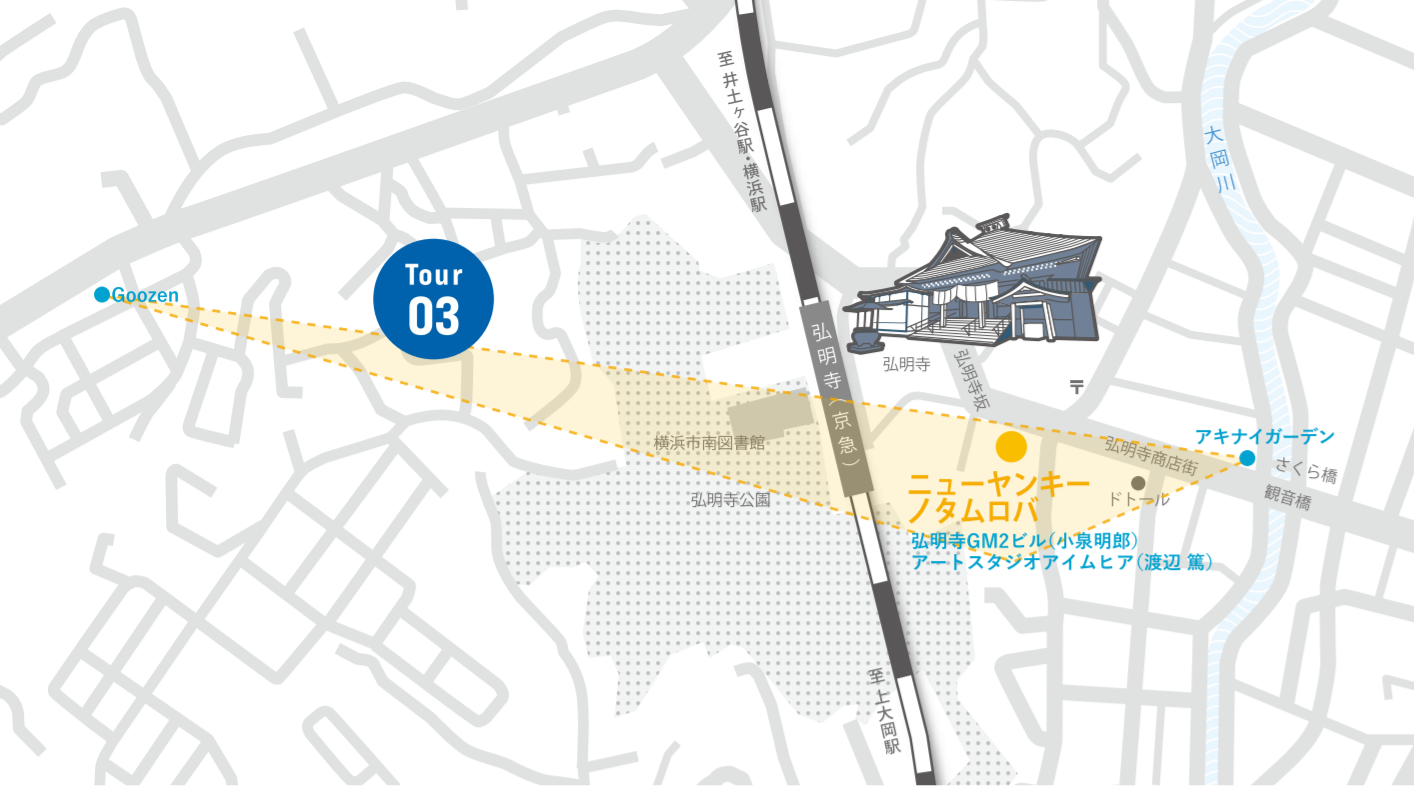 至 井土ヶ谷駅・横浜駅
大岡川
Tour
03
Goozen
弘明寺（京急）
弘明寺
弘明寺坂
〒
横浜市南図書館
弘明寺公園
弘明寺商店街
アキナイガーデン
さくら橋
観音橋
ドトール
ニューヤンキー
ノタムロバ
弘明寺GM2ビル（小泉明郎）
アートスタジオアイムヒア（渡辺 篤）
至 上大岡駅